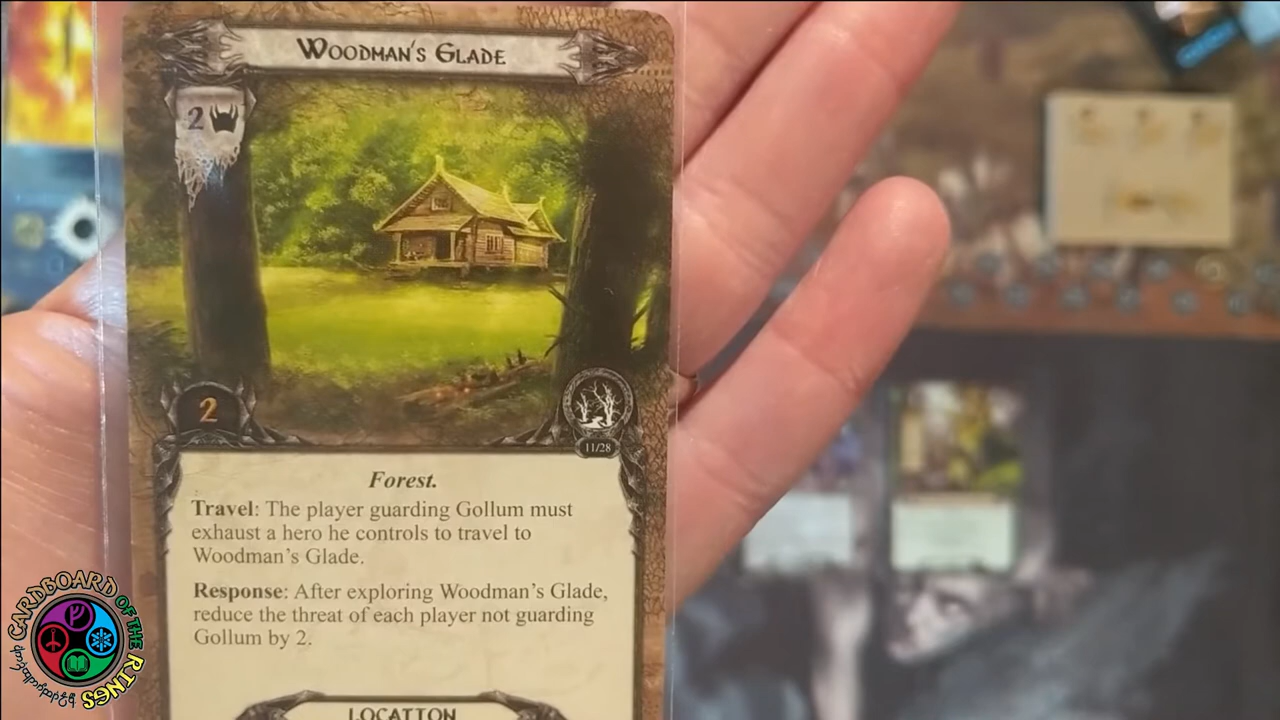 WOODMAN'S GLADE
2
2
11/28
Forest.
Travel: The player guarding Gollum must
exhaust a hero he controls to travel to
Woodman's Glade.
Response: After exploring Woodman's Glade,
reduce the threat of each player not guarding
Gollum by 2.
LOCATION
CARDBOARD OF THE RINGS